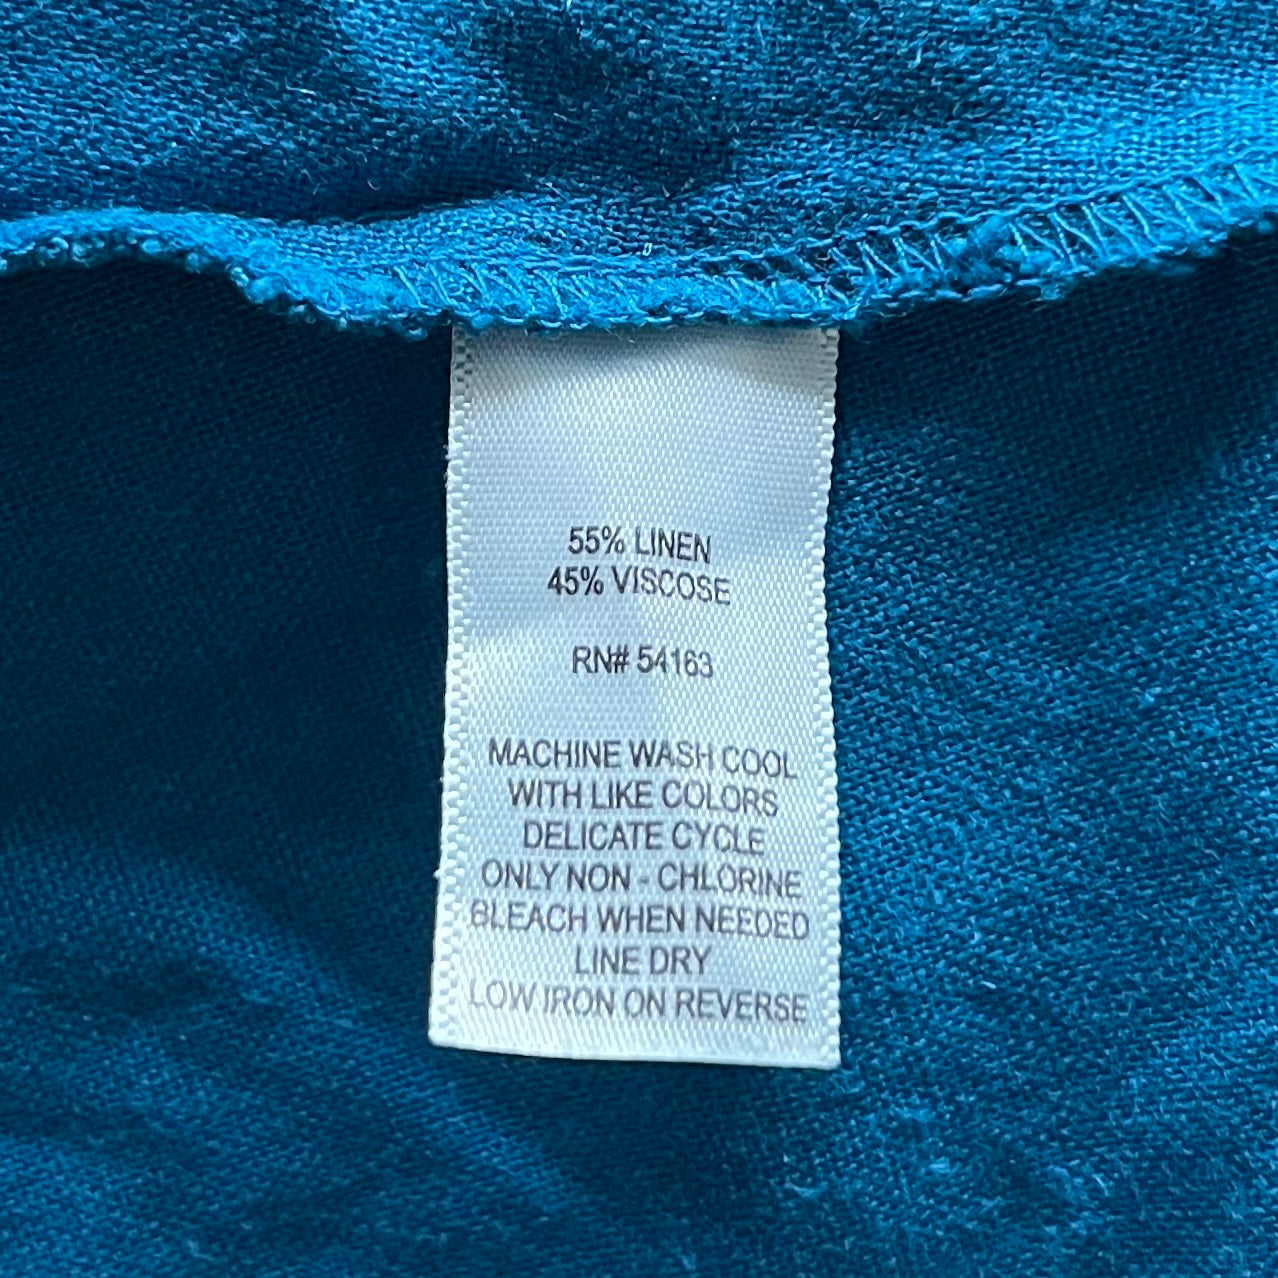 55% LINEN
45% VISCOSE
RN# 54163
MACHINE WASH COOL
WITH LIKE COLORS
DELICATE CYCLE
ONLY NON - CHLORINE
BLEACH WHEN NEEDED
LINE DRY
LOW IRON ON REVERSE